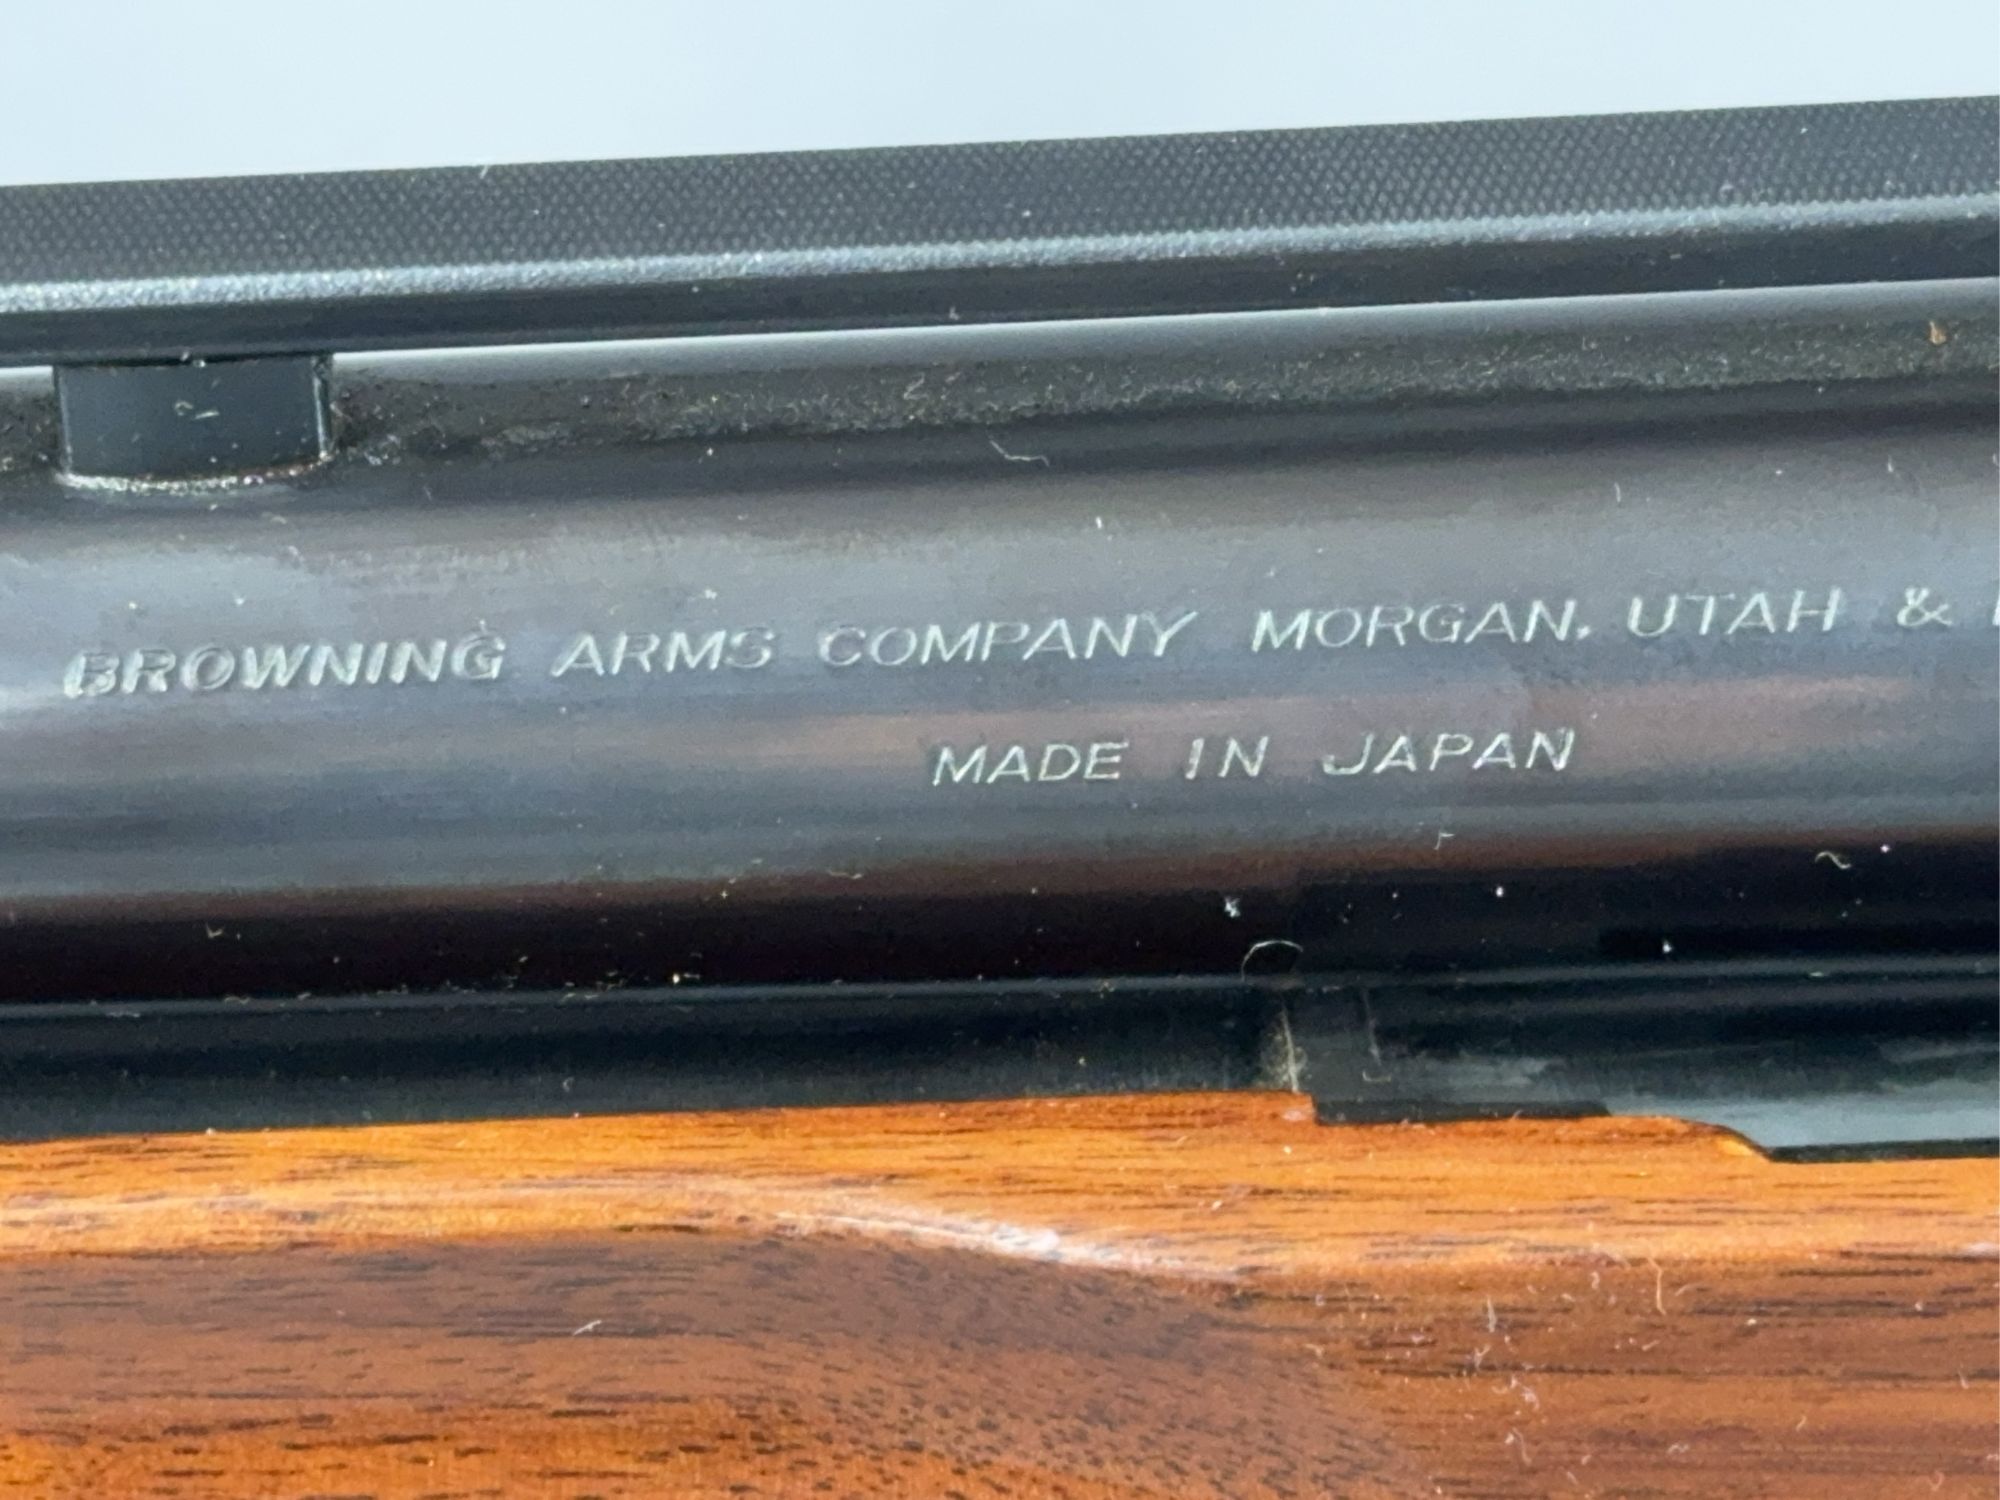 BROWNING ARMS COMPANY MORGAN, UTAH &
MADE IN JAPAN